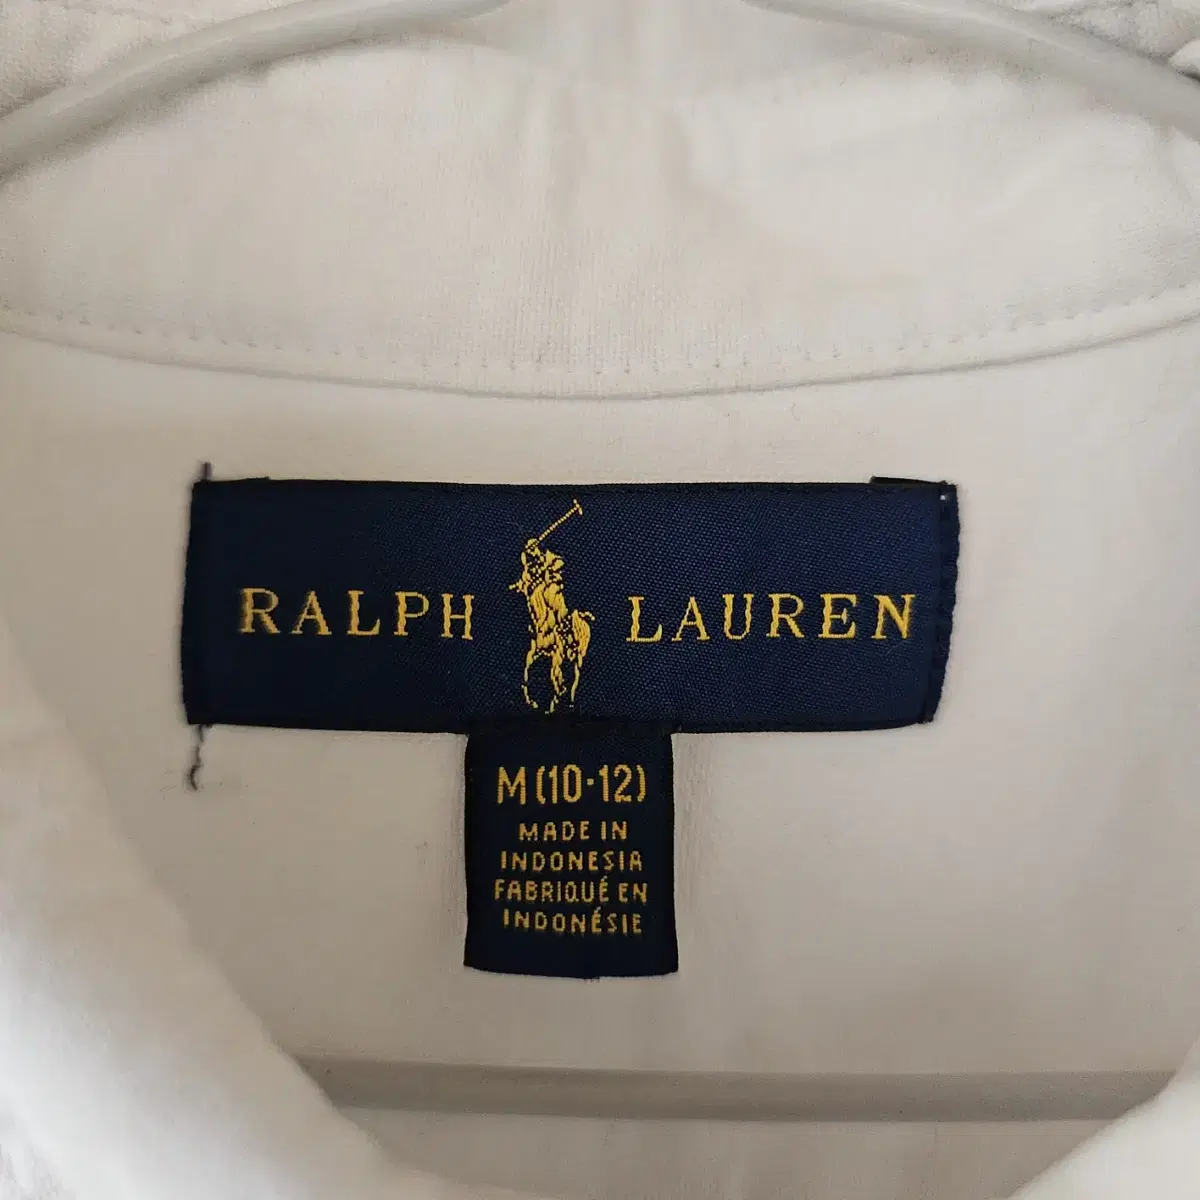 RALPH LAUREN
M (10-12)
MADE IN
INDONESIA
FABRIQUÉ EN
INDONÉSIE